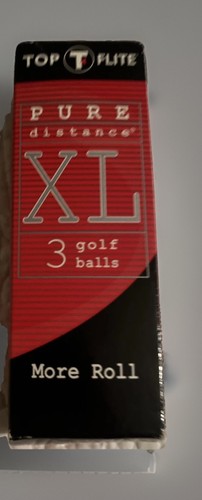 TOP T FLITE
PURE
distance®
XL
3 golf
balls
More Roll